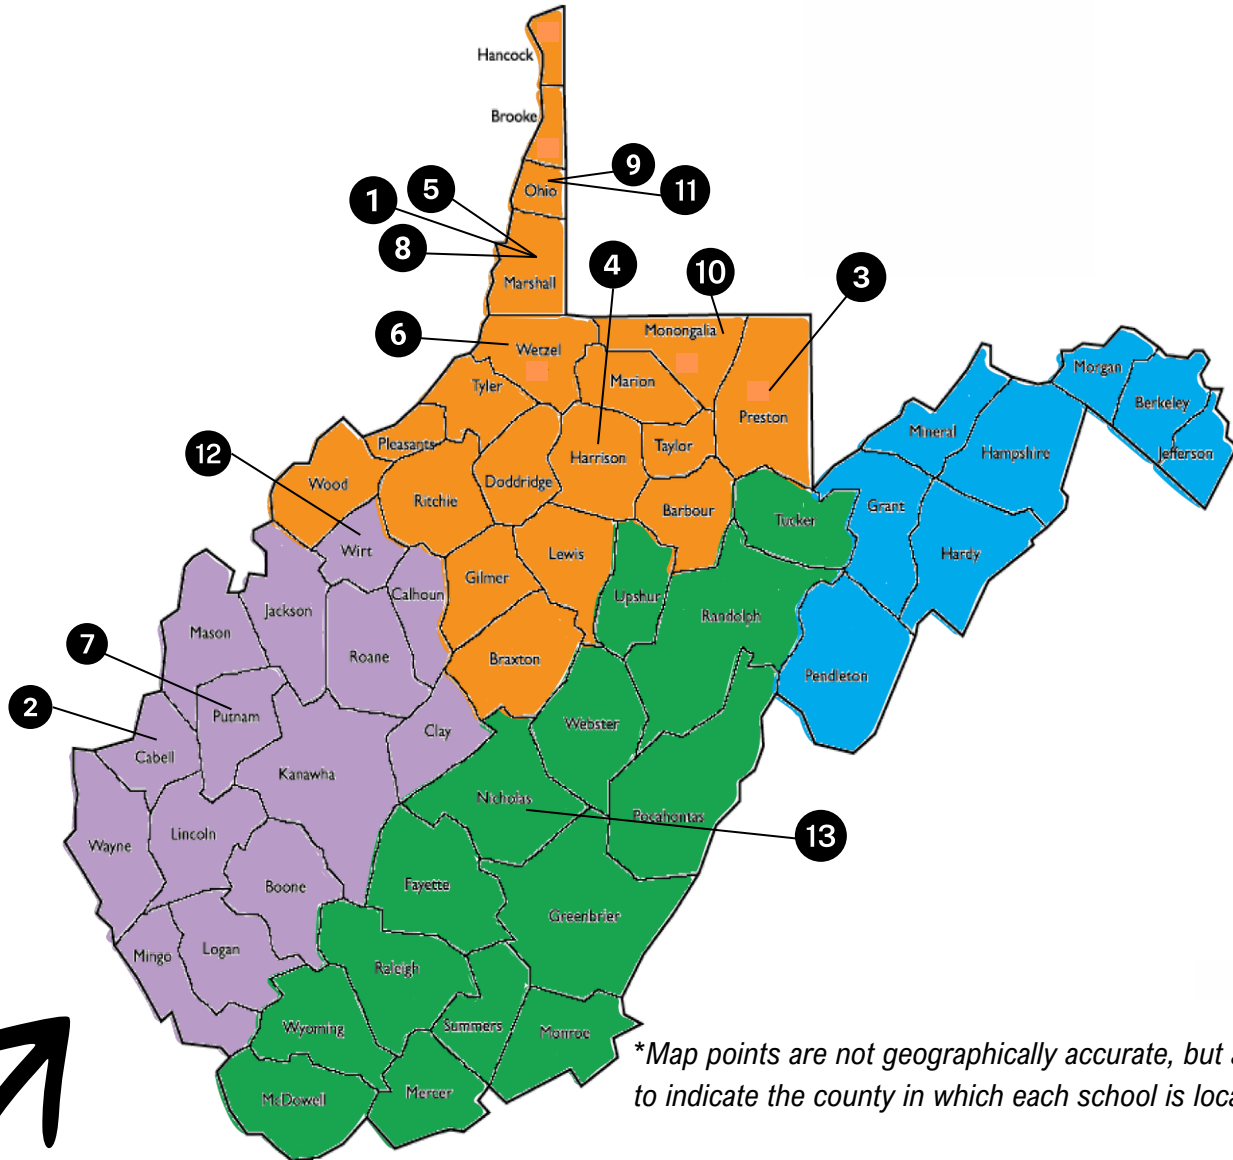 Hancock
Brooke
9
Ohio
11
5
1
8
Marshall
4
10
3
6
Wetzel
Monongalia
Tyler
Marion
Preston
Morgan
Berkeley
Jefferson
Mineral
Hampshire
12
Pleasants
Harrison
Taylor
Wood
Ritchie
Doddridge
Barbour
Tucker
Grant
Hardy
Wirt
Lewis
Gilmer
Calhoun
Upshur
Jackson
Randolph
Mason
7
Roane
Braxton
Pendleton
2
Putnam
Clay
Webster
Cabell
Kanawha
Nicholas
Pocahontas
13
Wayne
Lincoln
Boone
Fayette
Greenbrier
Mingo
Logan
Raleigh
Wyoming
Summers
Monroe
McDowell
Mercer
*Map points are not geographically accurate, but
to indicate the county in which each school is